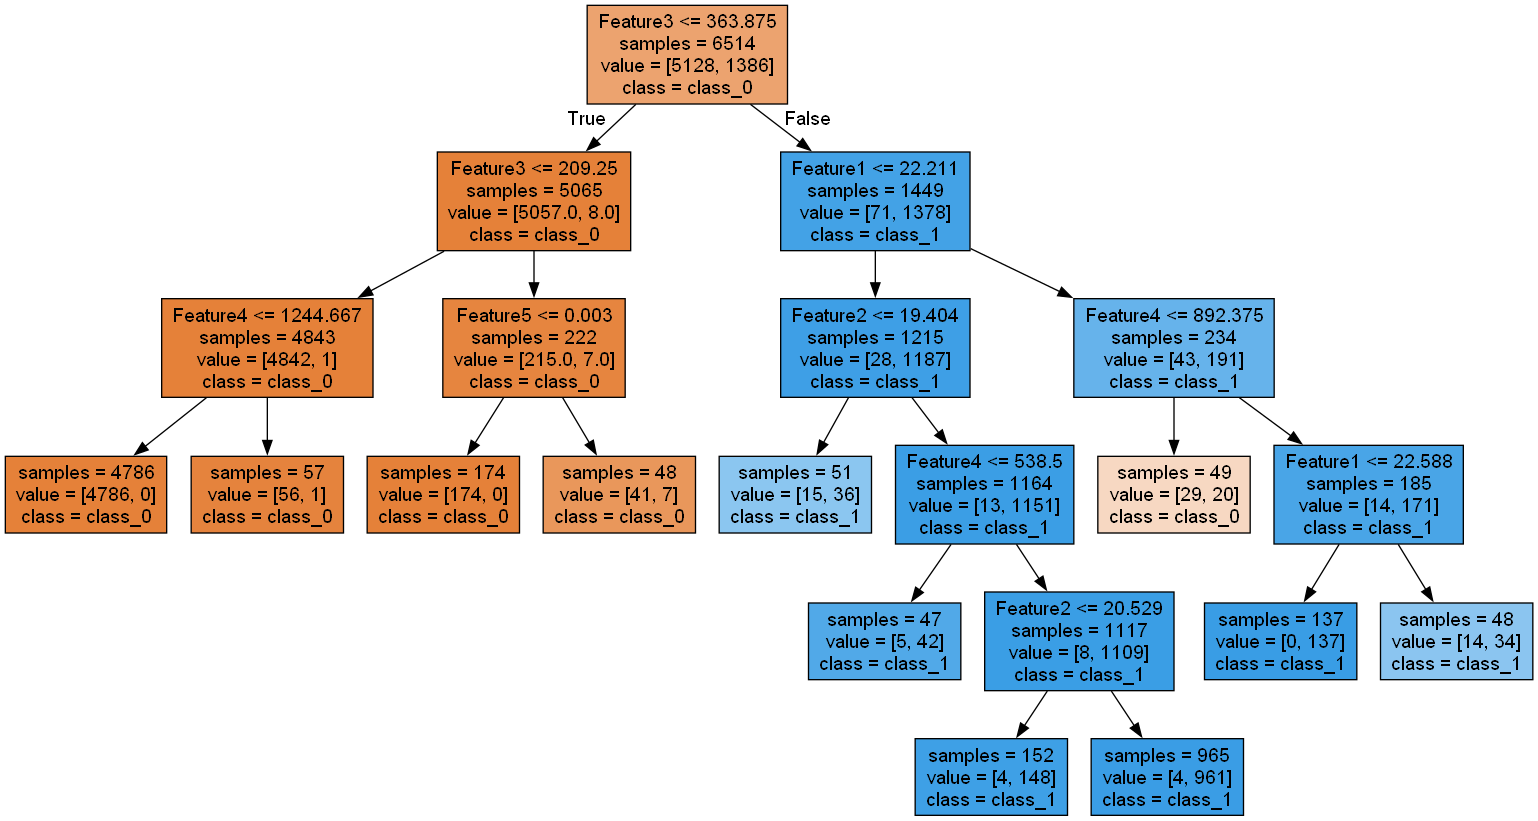 Feature3 <= 363.875
samples = 6514
value = [5128, 1386]
class = class_0
True
False
Feature3 <= 209.25
samples = 5065
value = [5057.0, 8.0]
class = class_0
Feature1 <= 22.211
samples = 1449
value = [71, 1378]
class = class_1
Feature4 <= 1244.667
samples = 4843
value = [4842, 1]
class = class_0
Feature5 <= 0.003
samples = 222
value = [215.0, 7.0]
class = class_0
Feature2 <= 19.404
samples = 1215
value = [28, 1187]
class = class_1
Feature4 <= 892.375
samples = 234
value = [43, 191]
class = class_1
samples = 4786
value = [4786, 0]
class = class_0
samples = 57
value = [56, 1]
class = class_0
samples = 174
value = [174, 0]
class = class_0
samples = 48
value = [41, 7]
class = class_0
samples = 51
value = [15, 36]
class = class_1
Feature4 <= 538.5
samples = 1164
value = [13, 1151]
class = class_1
samples = 49
value = [29, 20]
class = class_0
Feature1 <= 22.588
samples = 185
value = [14, 171]
class = class_1
samples = 47
value = [5, 42]
class = class_1
Feature2 <= 20.529
samples = 1117
value = [8, 1109]
class = class_1
samples = 137
value = [0, 137]
class = class_1
samples = 48
value = [14, 34]
class = class_1
samples = 152
value = [4, 148]
class = class_1
samples = 965
value = [4, 961]
class = class_1